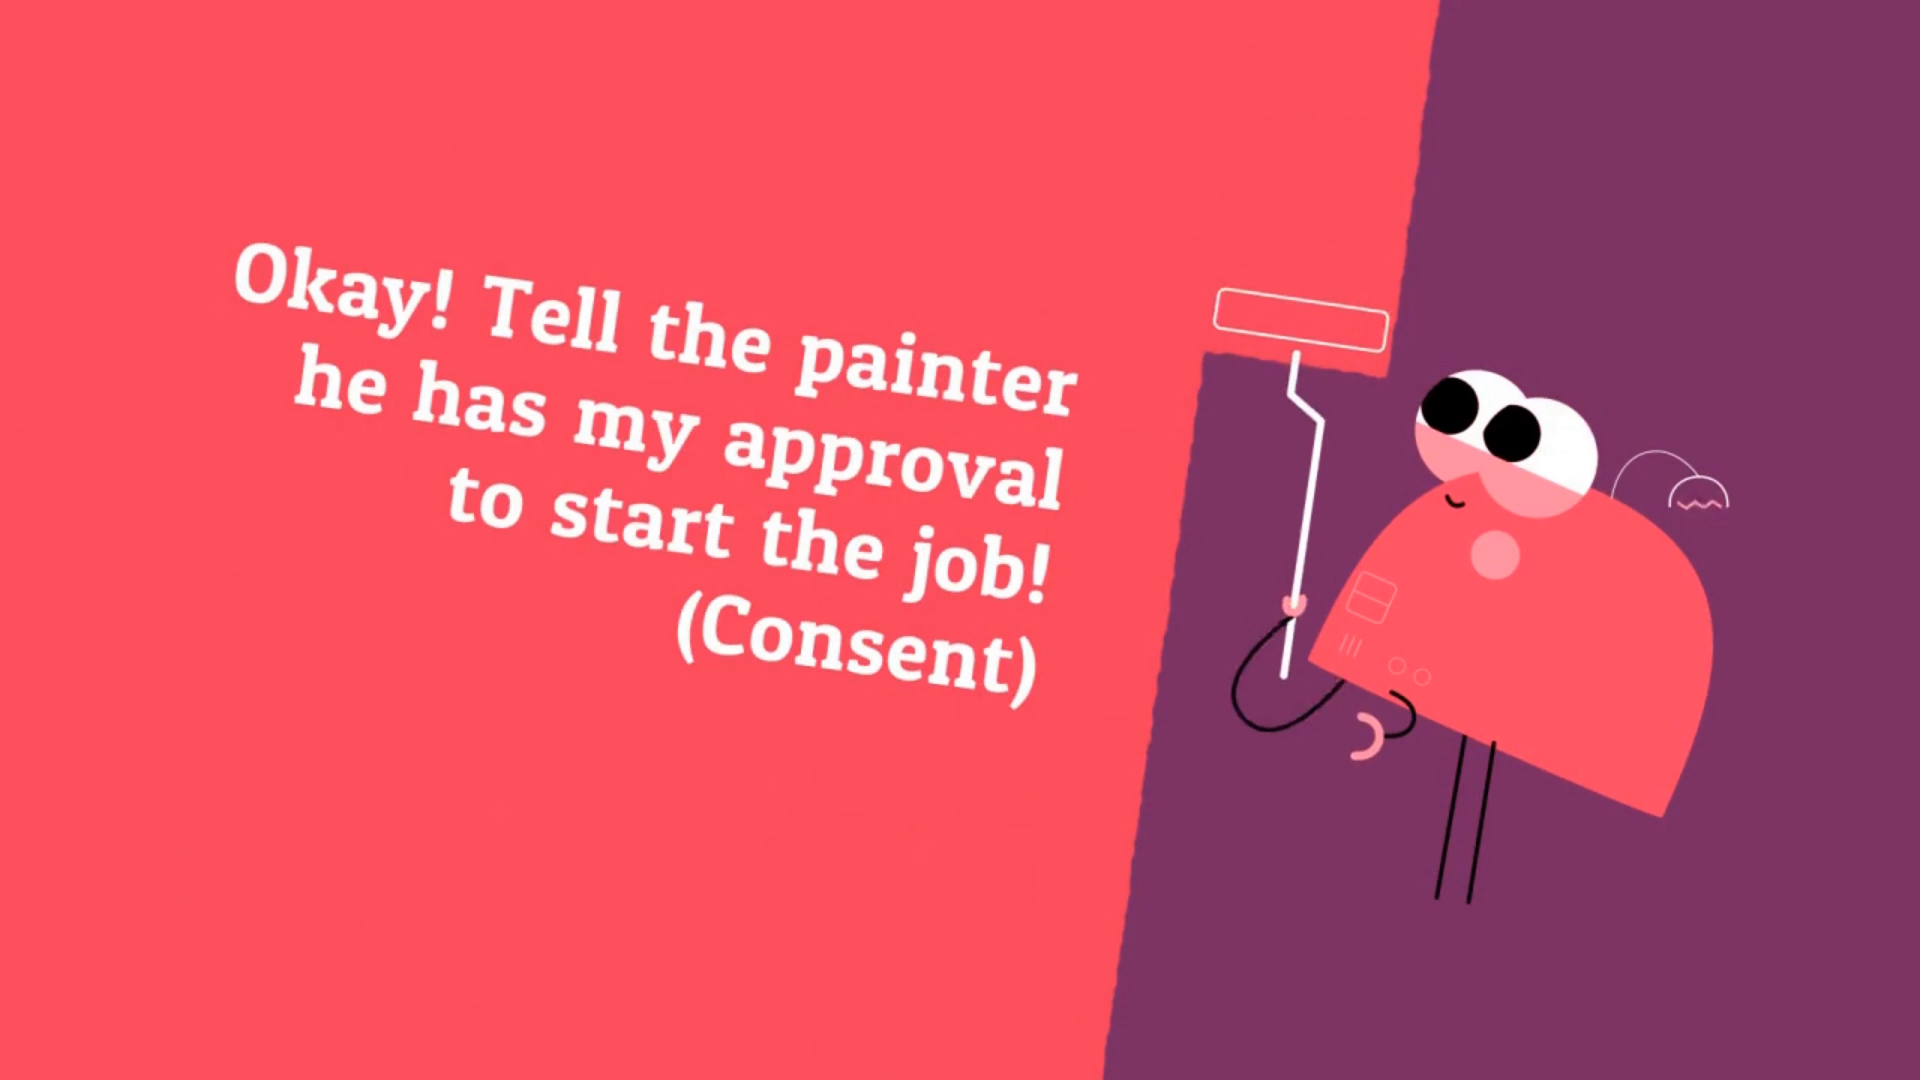 Okay! Tell the painter
he has my approval
to start the job!
(Consent)